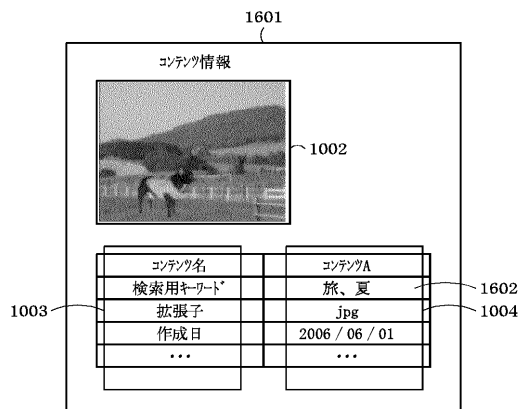 1601
コンテンツ情報
1002
コンテンツ名 コンテンツA
検索用キーワード 旅、夏 1602
1003 拡張子 jpg 1004
作成日 2006 / 06 / 01
・・・ ・・・